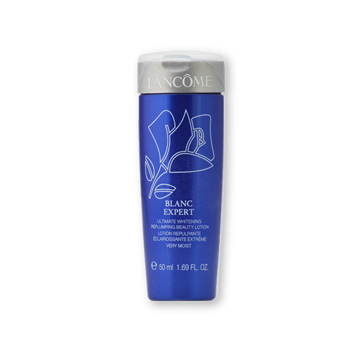 LANCÔME
BLANC
EXPERT
ULTIMATE WHITENING
REPLUMPING BEAUTY LOTION
LOTION REPULPANTE
ÉCLAIRCISSANTE EXTRÊME
VERY MOIST
e 50 ml 1.69 FL. OZ.